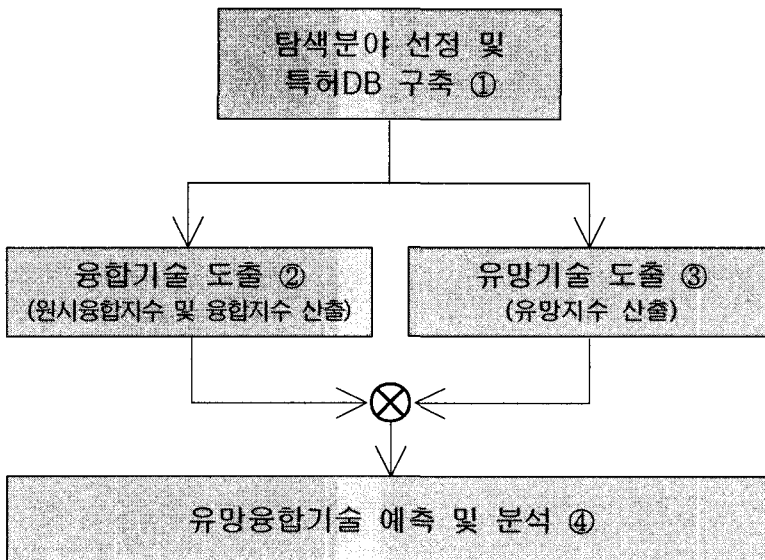 탐색분야 선정 및
특허DB 구축 ①
융합기술 도출 ②
(원시융합지수 및 융합지수 산출)
유망기술 도출 ③
(유망지수 산출)
유망융합기술 예측 및 분석 ④